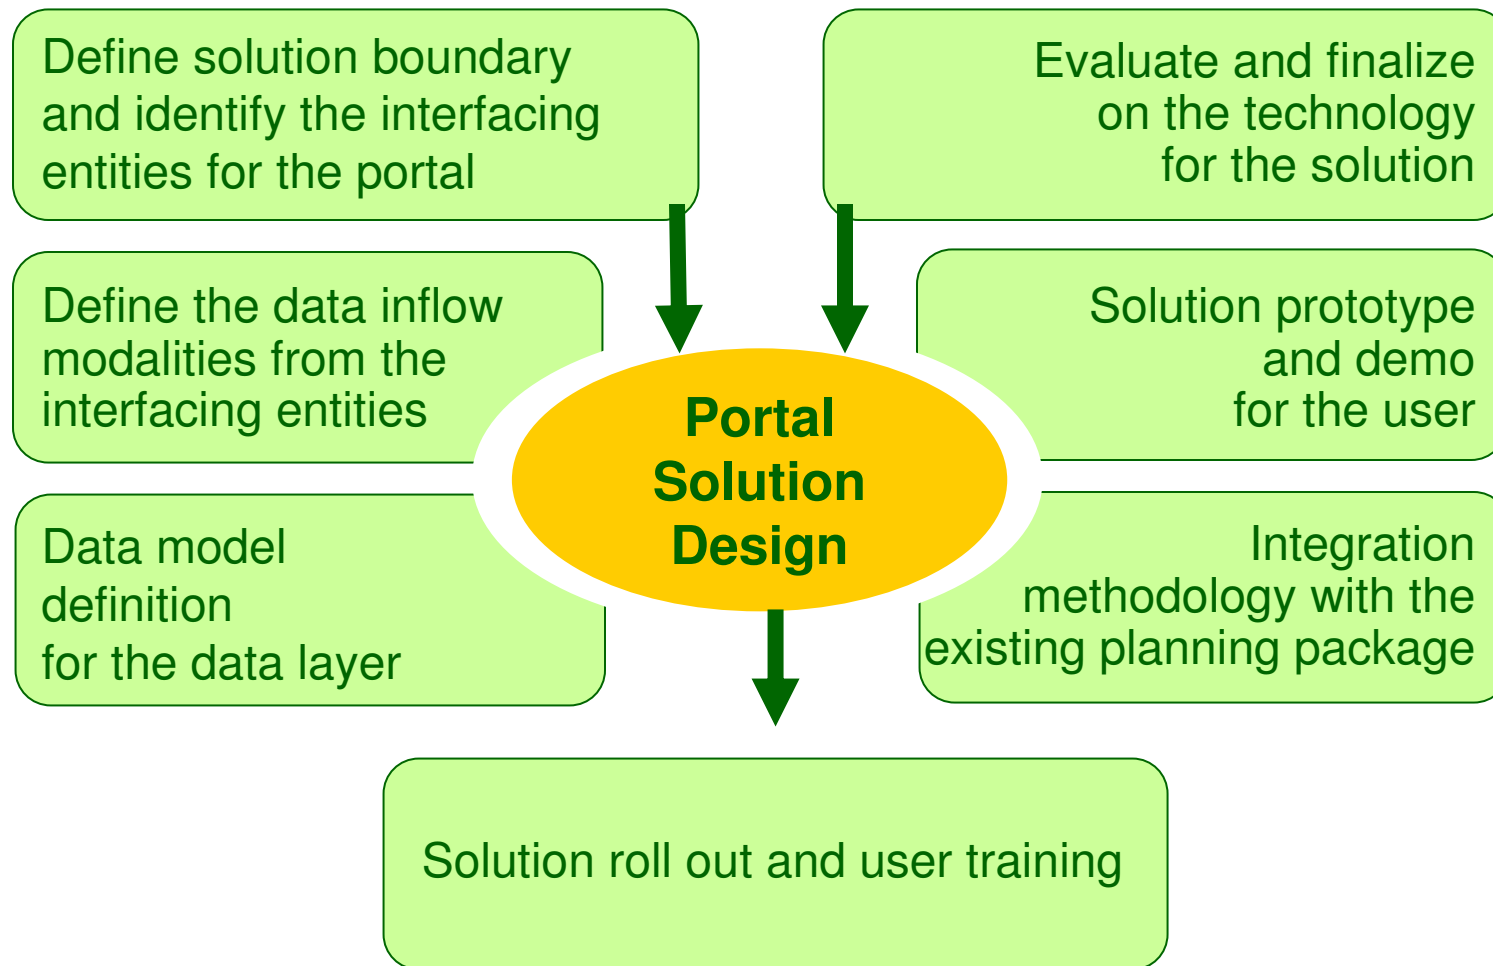 Define solution boundary
and identify the interfacing
entities for the portal
Evaluate and finalize
on the technology
for the solution
Define the data inflow
modalities from the
interfacing entities
Solution prototype
and demo
for the user
Portal
Solution
Design
Data model
definition
for the data layer
Integration
methodology with the
existing planning package
Solution roll out and user training